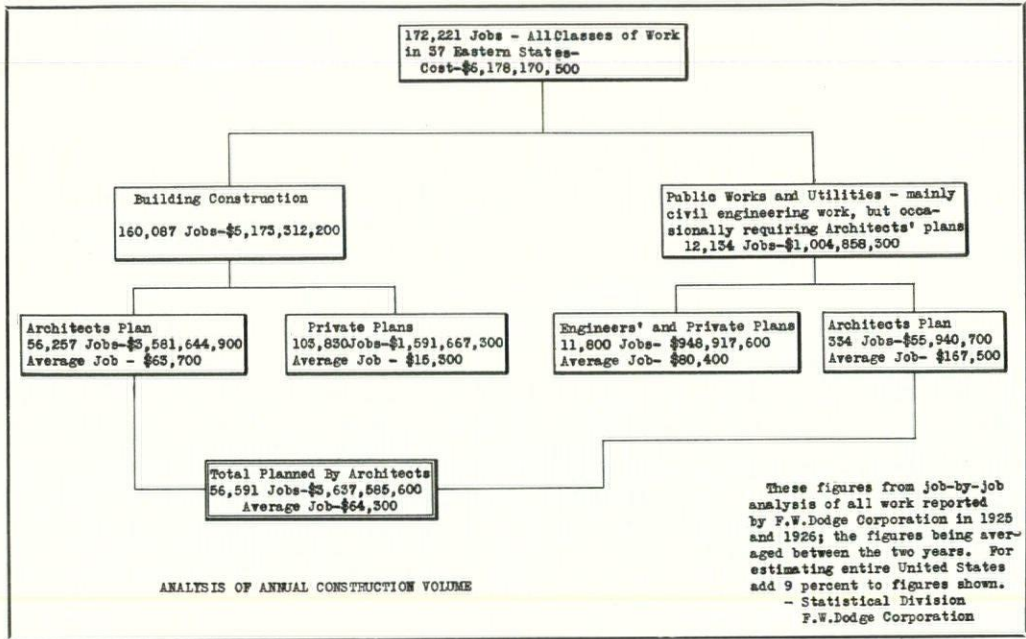 172,221 Jobs - All Classes of Work
in 37 Eastern States-
Cost-$6,178,170,500
Building Construction
160,087 Jobs-$5,173,312,200
Public Works and Utilities - mainly
civil engineering work, but occa-
sionally requiring Architects' plans
12,134 Jobs-$1,004,858,300
Architects Plan
56,257 Jobs-$3,581,644,900
Average Job - $63,700
Private Plans
103,830Jobs-$1,591,667,300
Average Job - $15,300
Engineers' and Private Plans
11,800 Jobs- $948,917,600
Average Job- $80,400
Architects Plan
334 Jobs-$55,940,700
Average Job- $167,500
Total Planned By Architects
56,591 Jobs-$3,637,585,600
Average Job-$64,300
These figures from job-by-job
analysis of all work reported
by F.W.Dodge Corporation in 1925
and 1926; the figures being aver-
aged between the two years. For
estimating entire United States
add 9 percent to figures shown.
- Statistical Division
F.W.Dodge Corporation
ANALYSIS OF ANNUAL CONSTRUCTION VOLUME